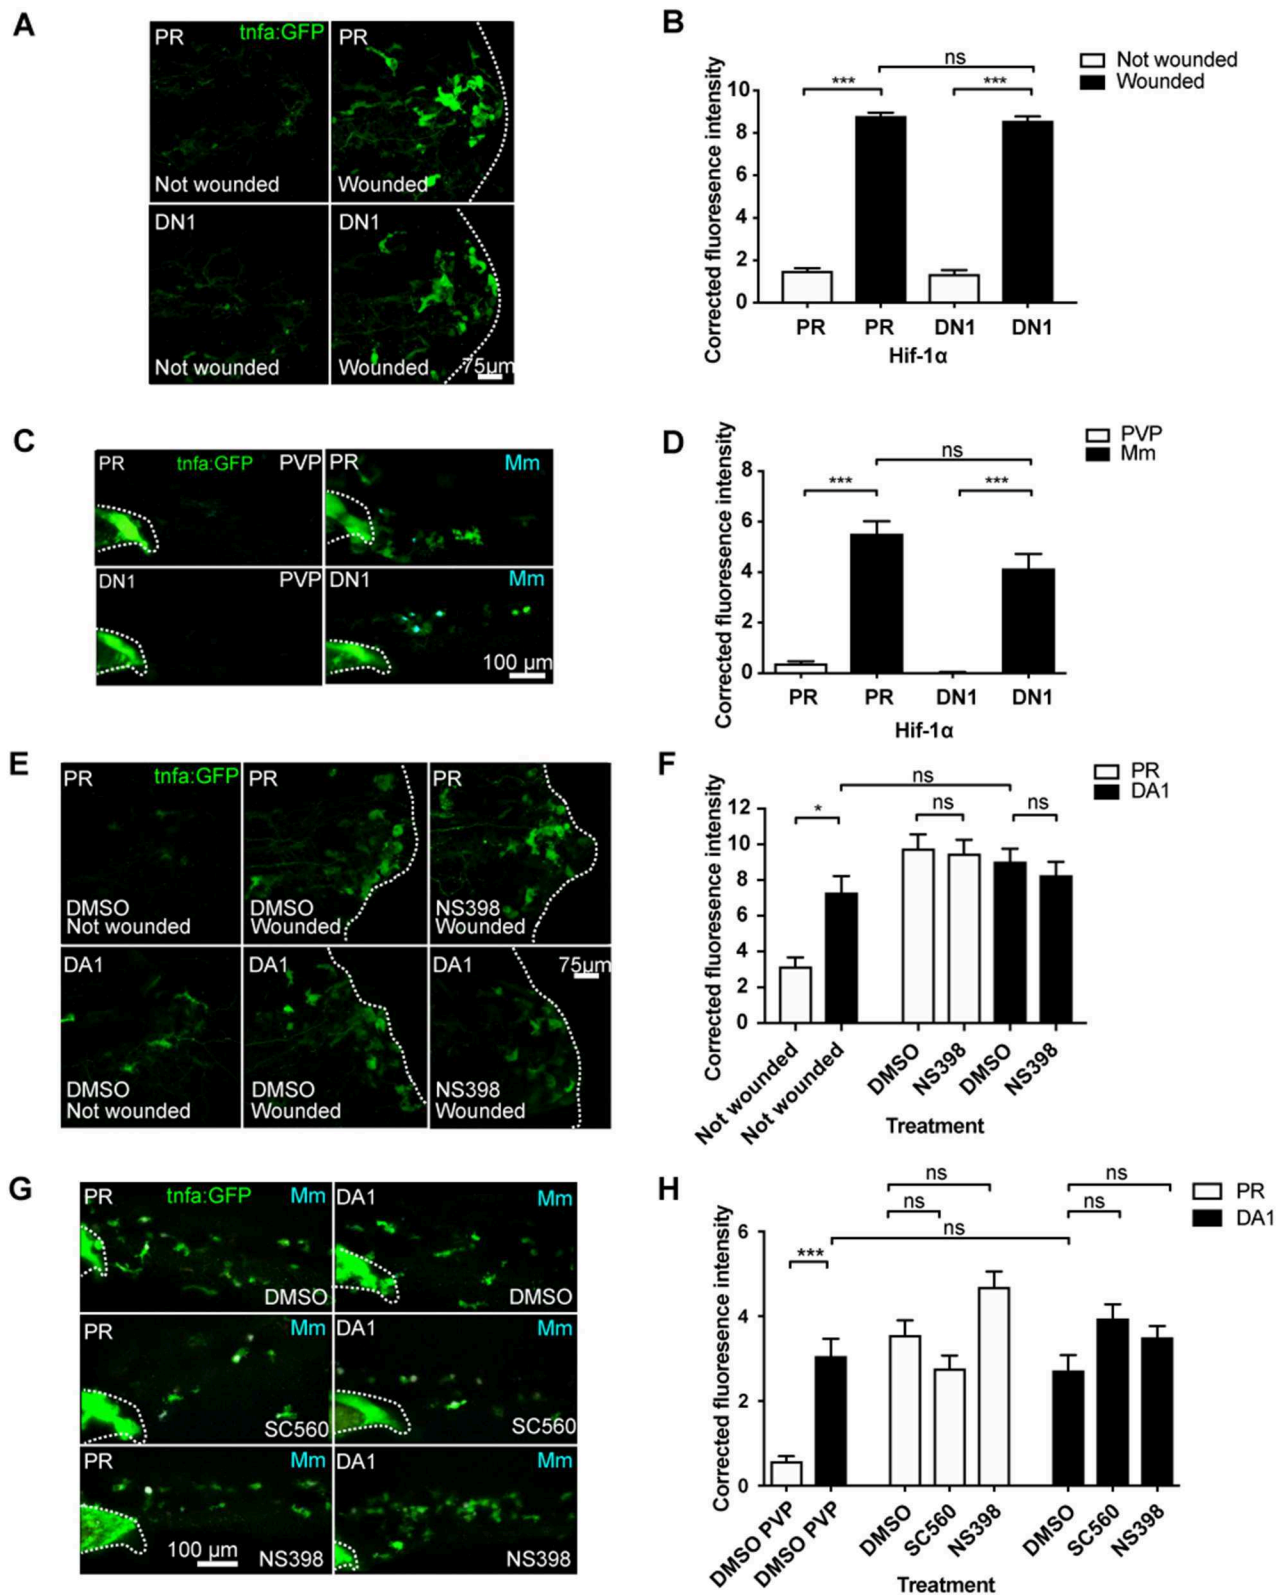 A
PR
tnfa:GFP
Not wounded
PR
Wounded
DN1
Not wounded
DN1
Wounded
75µm
B
Corrected fluoresence intensity
10
8
6
4
2
0
***
ns
***
Not wounded
Wounded
PR
PR
DN1
DN1
Hif-1α
C
PR
tnfa:GFP
PVP
PR
Mm
DN1
PVP
DN1
Mm
100 µm
D
Corrected fluoresence intensity
8
6
4
2
0
***
ns
***
PVP
Mm
PR
PR
DN1
DN1
Hif-1α
E
PR
tnfa:GFP
DMSO
Not wounded
PR
DMSO
Wounded
PR
NS398
Wounded
DA1
DMSO
Not wounded
DA1
DMSO
Wounded
DA1
75µm
NS398
Wounded
F
Corrected fluoresence intensity
12
10
8
6
4
2
0
*
ns
ns
ns
PR
DA1
Not wounded
Not wounded
DMSO
NS398
DMSO
NS398
Treatment
G
PR
tnfa:GFP
Mm
DMSO
DA1
Mm
DMSO
PR
Mm
SC560
DA1
Mm
SC560
PR
Mm
100 µm
NS398
DA1
Mm
NS398
H
Corrected fluoresence intensity
6
4
2
0
***
ns
ns
ns
ns
ns
PR
DA1
DMSO PVP
DMSO PVP
DMSO
SC560
NS398
DMSO
SC560
NS398
Treatment